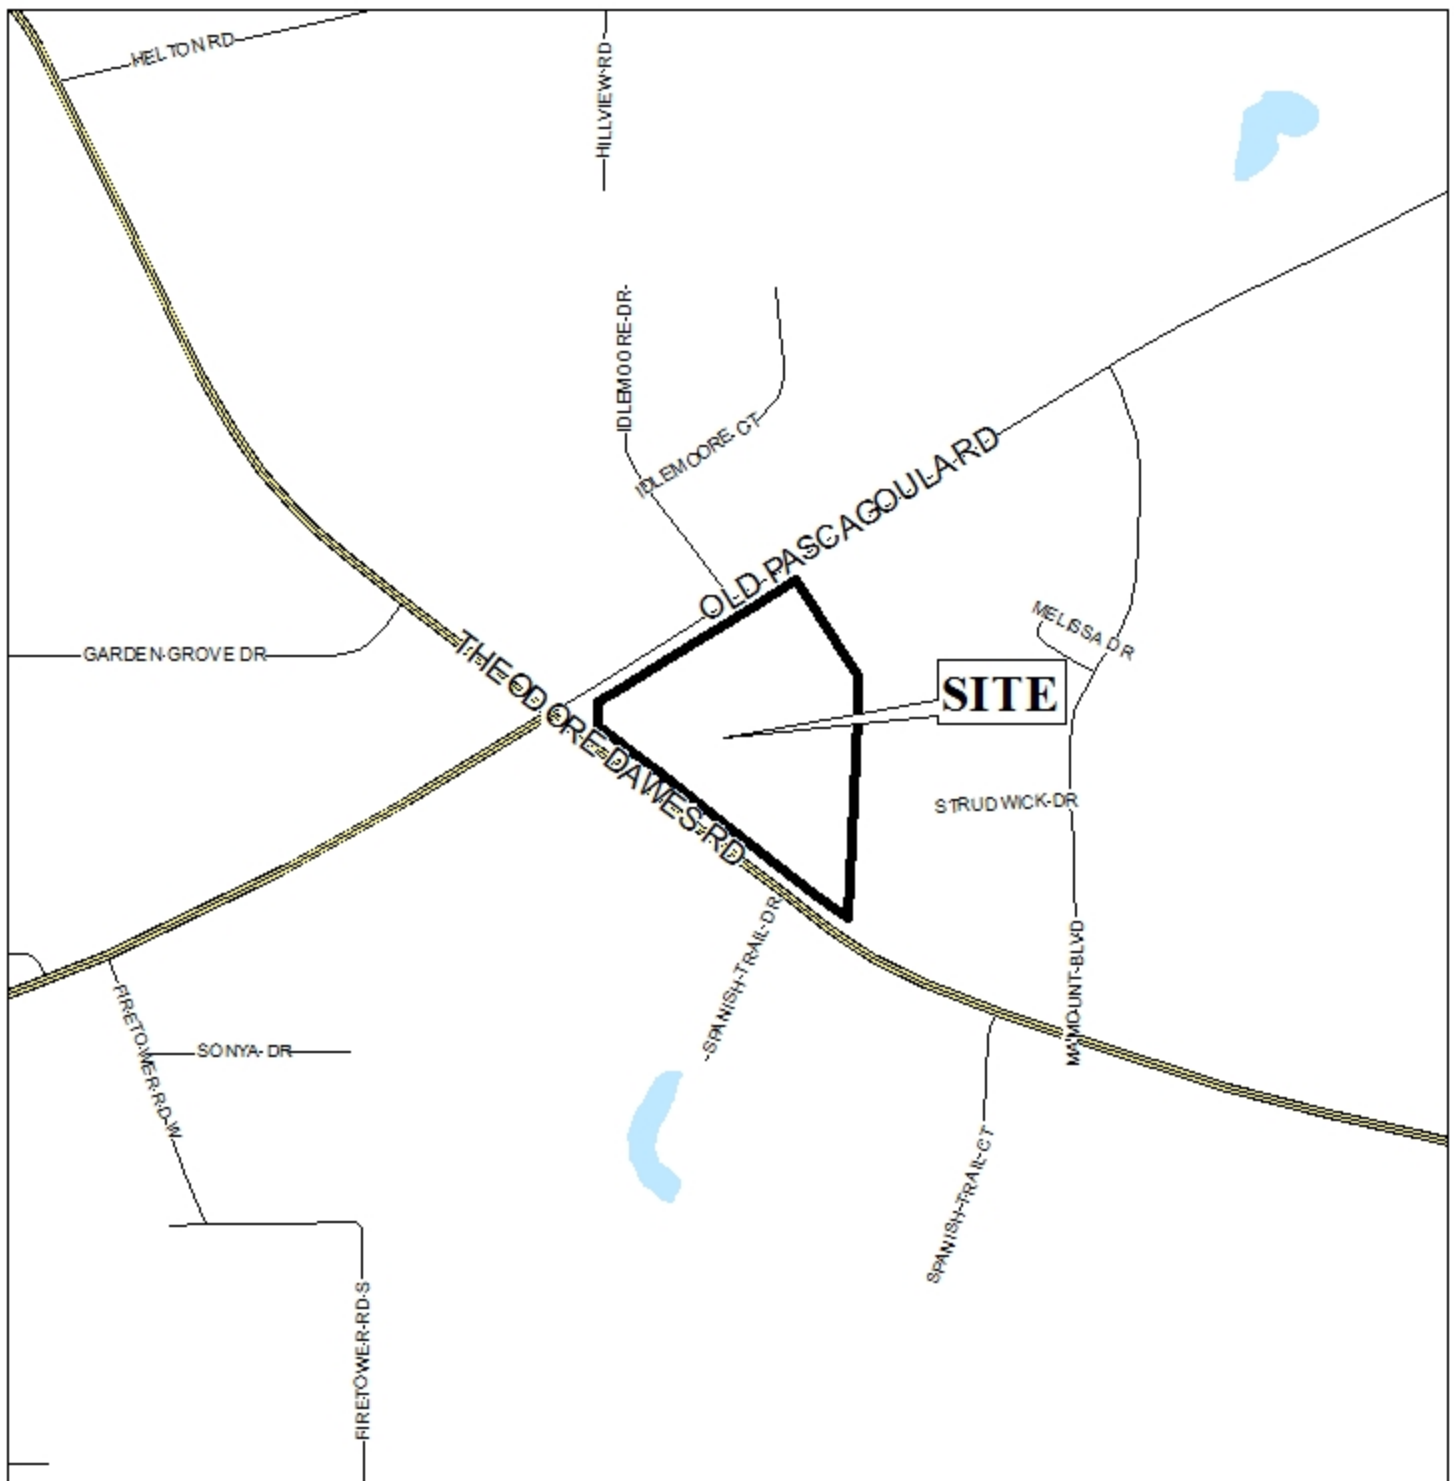 HELTON RD
HILLVIEW RD
IDLEMOORE DR
IDLEMOORE CT
OLD PASCAGOULA RD
MELISSA DR
GARDEN GROVE DR
THEODORE DAWES RD
SITE
STRUDWICK DR
SPANISH TRAIL DR
MAMOUNT BLVD
FIRETOWER RD W
SONYA DR
SPANISH TRAIL CT
FIRETOWER RD S